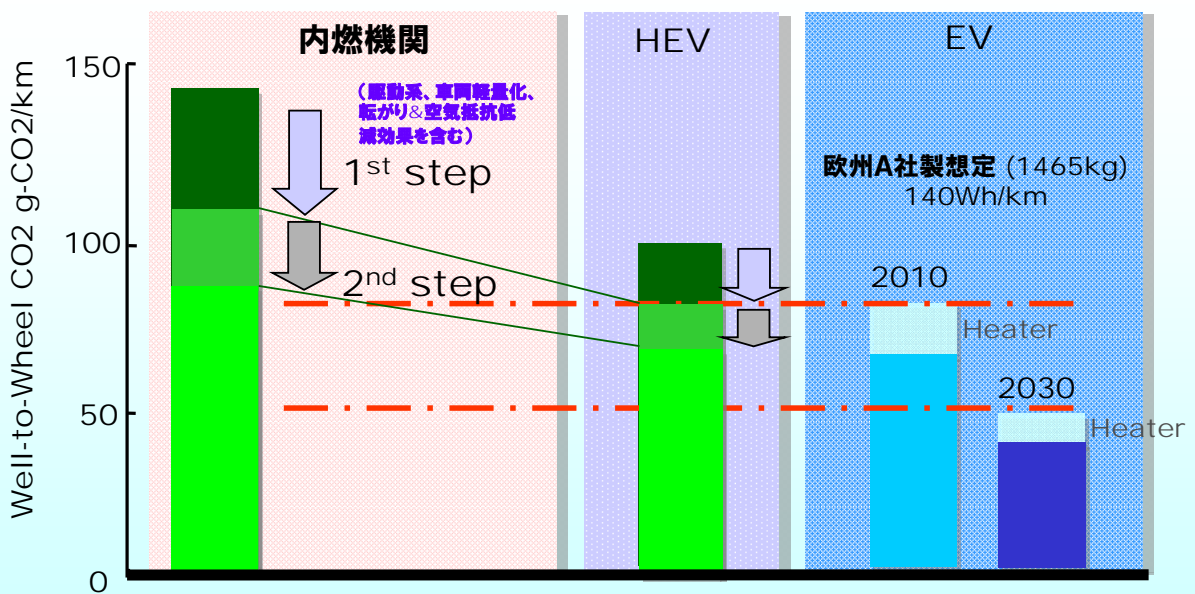 内燃機関
HEV
EV
Well-to-Wheel CO2 g-CO2/km
150
100
50
0
(駆動系、車両軽量化、
転がり&空気抵抗低
減効果を含む)
1st step
2nd step
欧州A社製想定 (1465kg)
140Wh/km
2010
Heater
2030
Heater